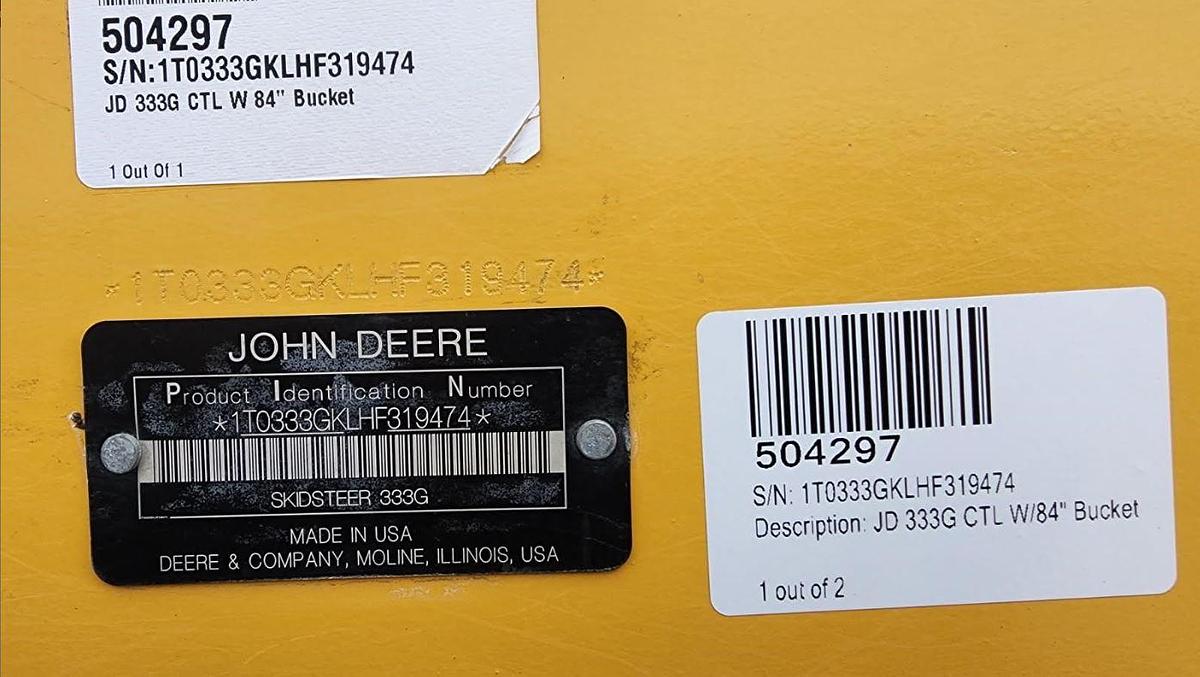 504297
S/N:1T0333GKLHF319474
JD 333G CTL W 84" Bucket
1 Out Of 1
*1T0333GKLHF319474*
JOHN DEERE
Product Identification Number
*1T0333GKLHF319474*
SKIDSTEER 333G
MADE IN USA
DEERE & COMPANY, MOLINE, ILLINOIS, USA
504297
S/N: 1T0333GKLHF319474
Description: JD 333G CTL W/84" Bucket
1 out of 2